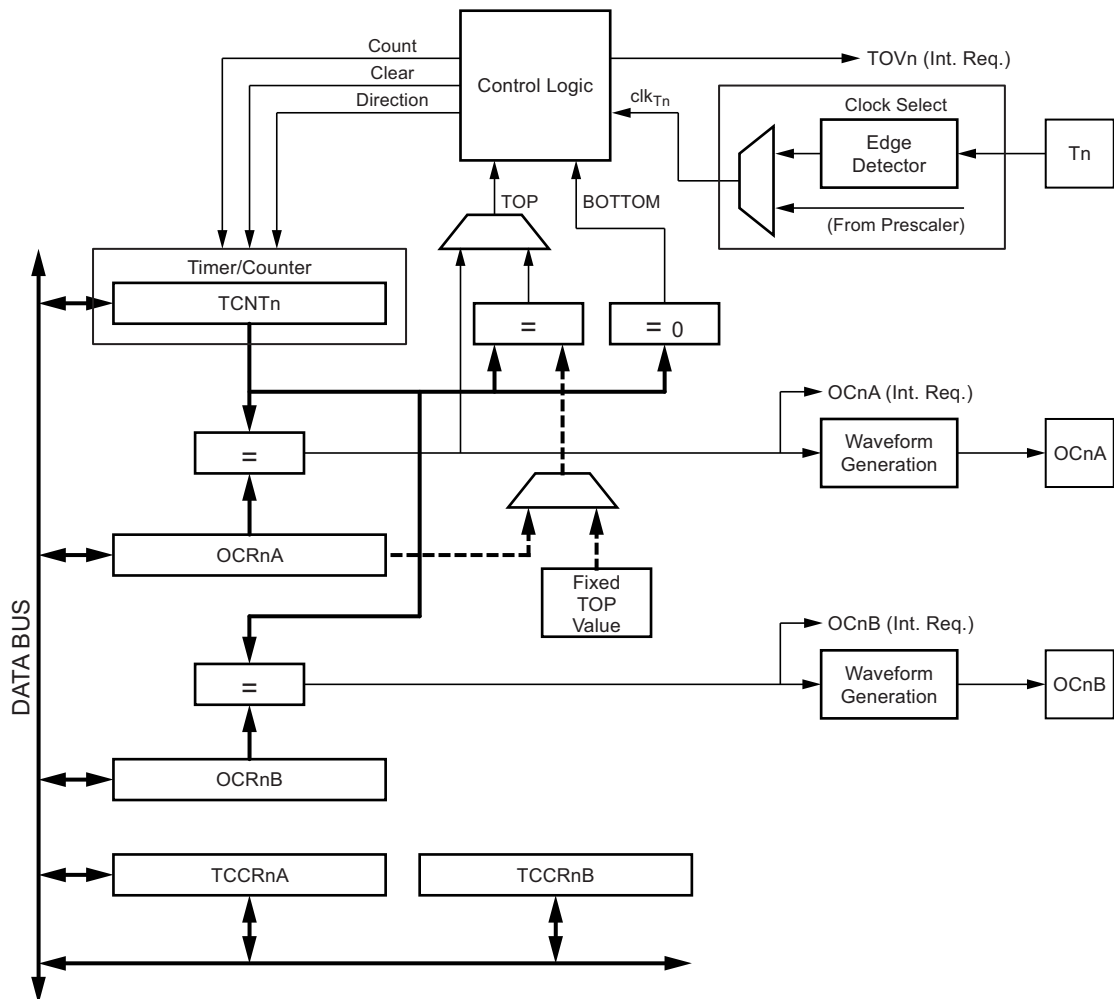 Count
Clear
Direction
Control Logic
TOVn (Int. Req.)
clkTn
Clock Select
Edge
Detector
Tn
(From Prescaler)
TOP
BOTTOM
Timer/Counter
TCNTn
=
= 0
OCnA (Int. Req.)
=
Waveform
Generation
OCnA
OCRnA
Fixed
TOP
Value
DATA BUS
OCnB (Int. Req.)
=
Waveform
Generation
OCnB
OCRnB
TCCRnA
TCCRnB